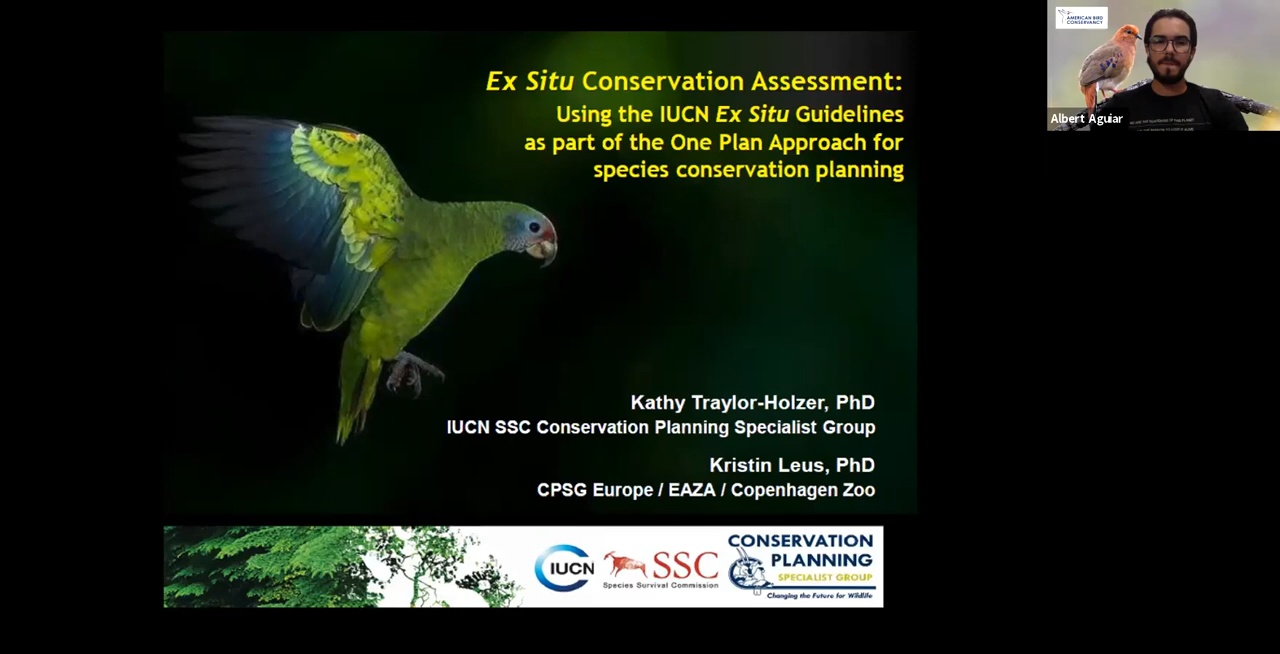 Ex Situ Conservation Assessment:
Using the IUCN Ex Situ Guidelines
as part of the One Plan Approach for
species conservation planning
Kathy Traylor-Holzer, PhD
IUCN SSC Conservation Planning Specialist Group
Kristin Leus, PhD
CPSG Europe / EAZA / Copenhagen Zoo
IUCN
SSC
Species Survival Commission
CONSERVATION
PLANNING
SPECIALIST GROUP
Changing the Future for Wildlife
AMERICAN BIRD
CONSERVANCY
Albert Aguiar